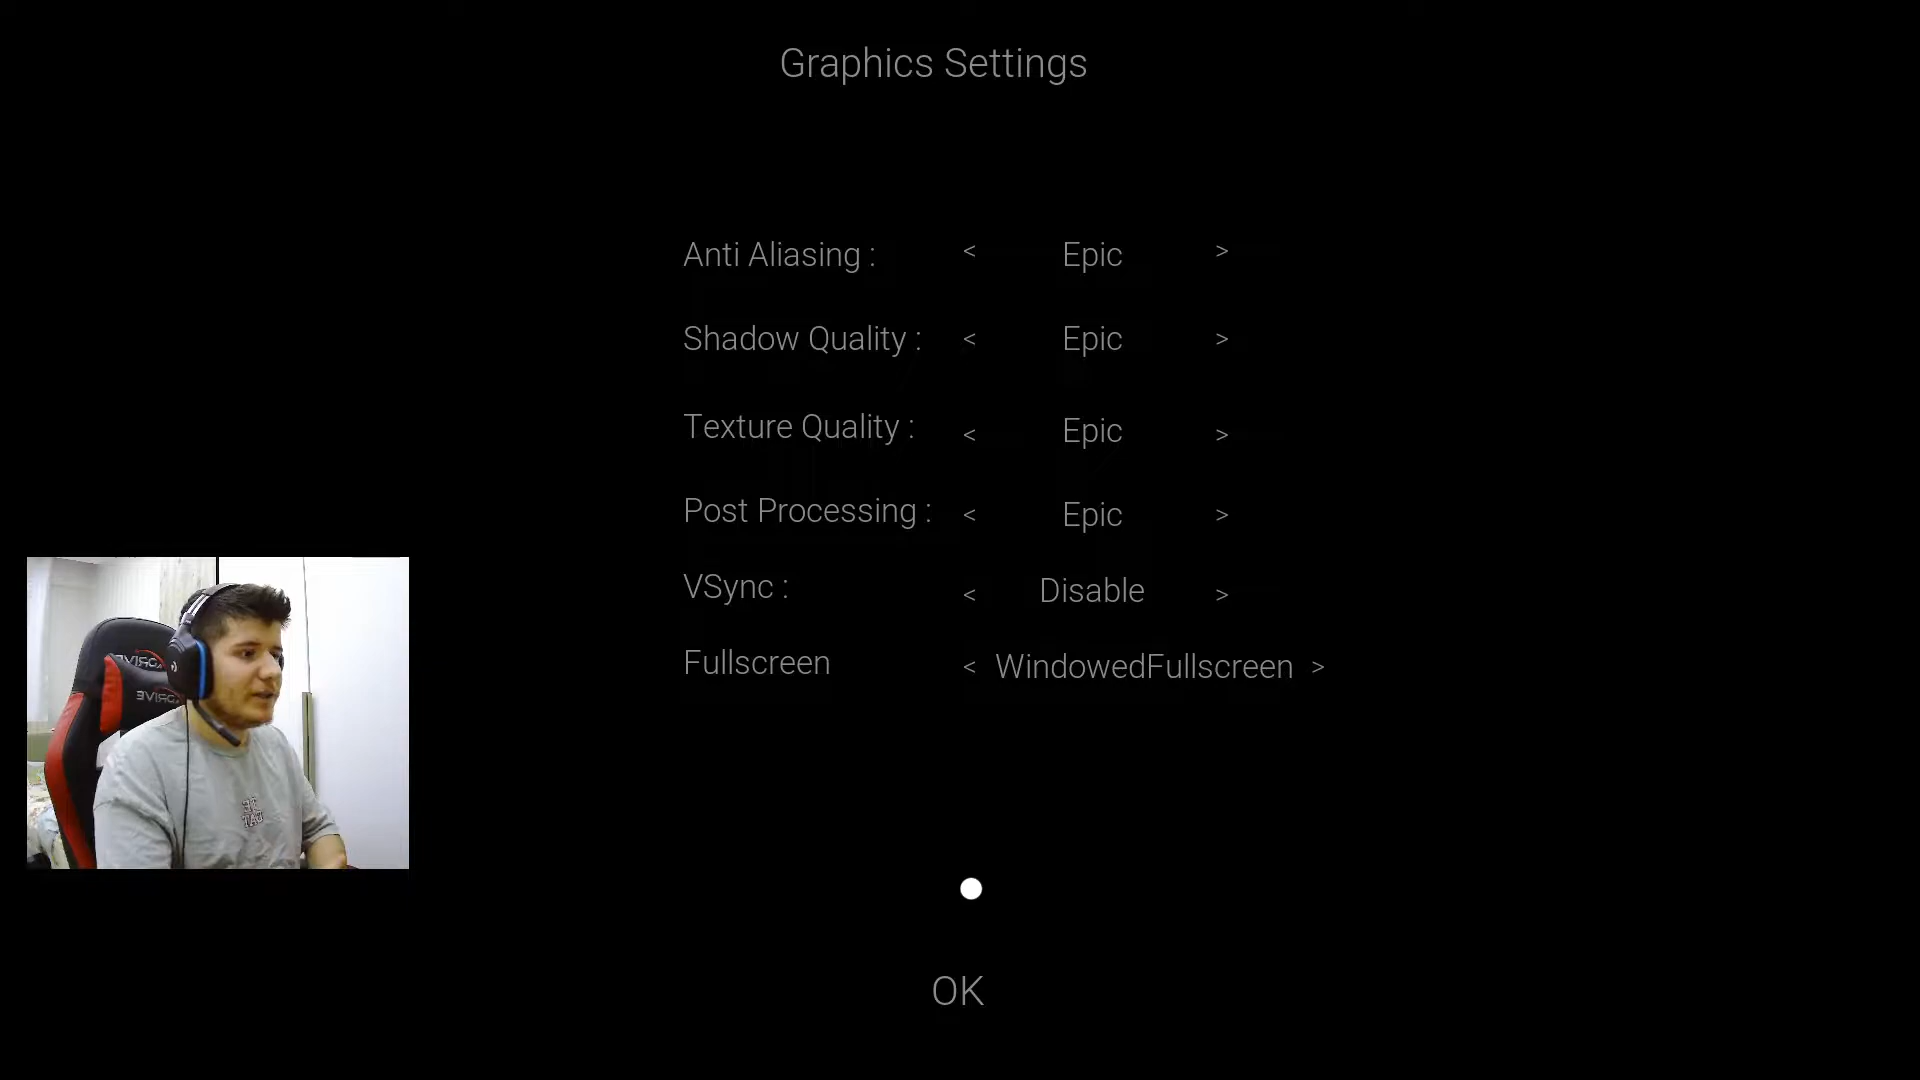 Graphics Settings
Anti Aliasing : < Epic >
Shadow Quality : < Epic >
Texture Quality : < Epic >
Post Processing : < Epic >
VSync : < Disable >
Fullscreen < WindowedFullscreen >
OK